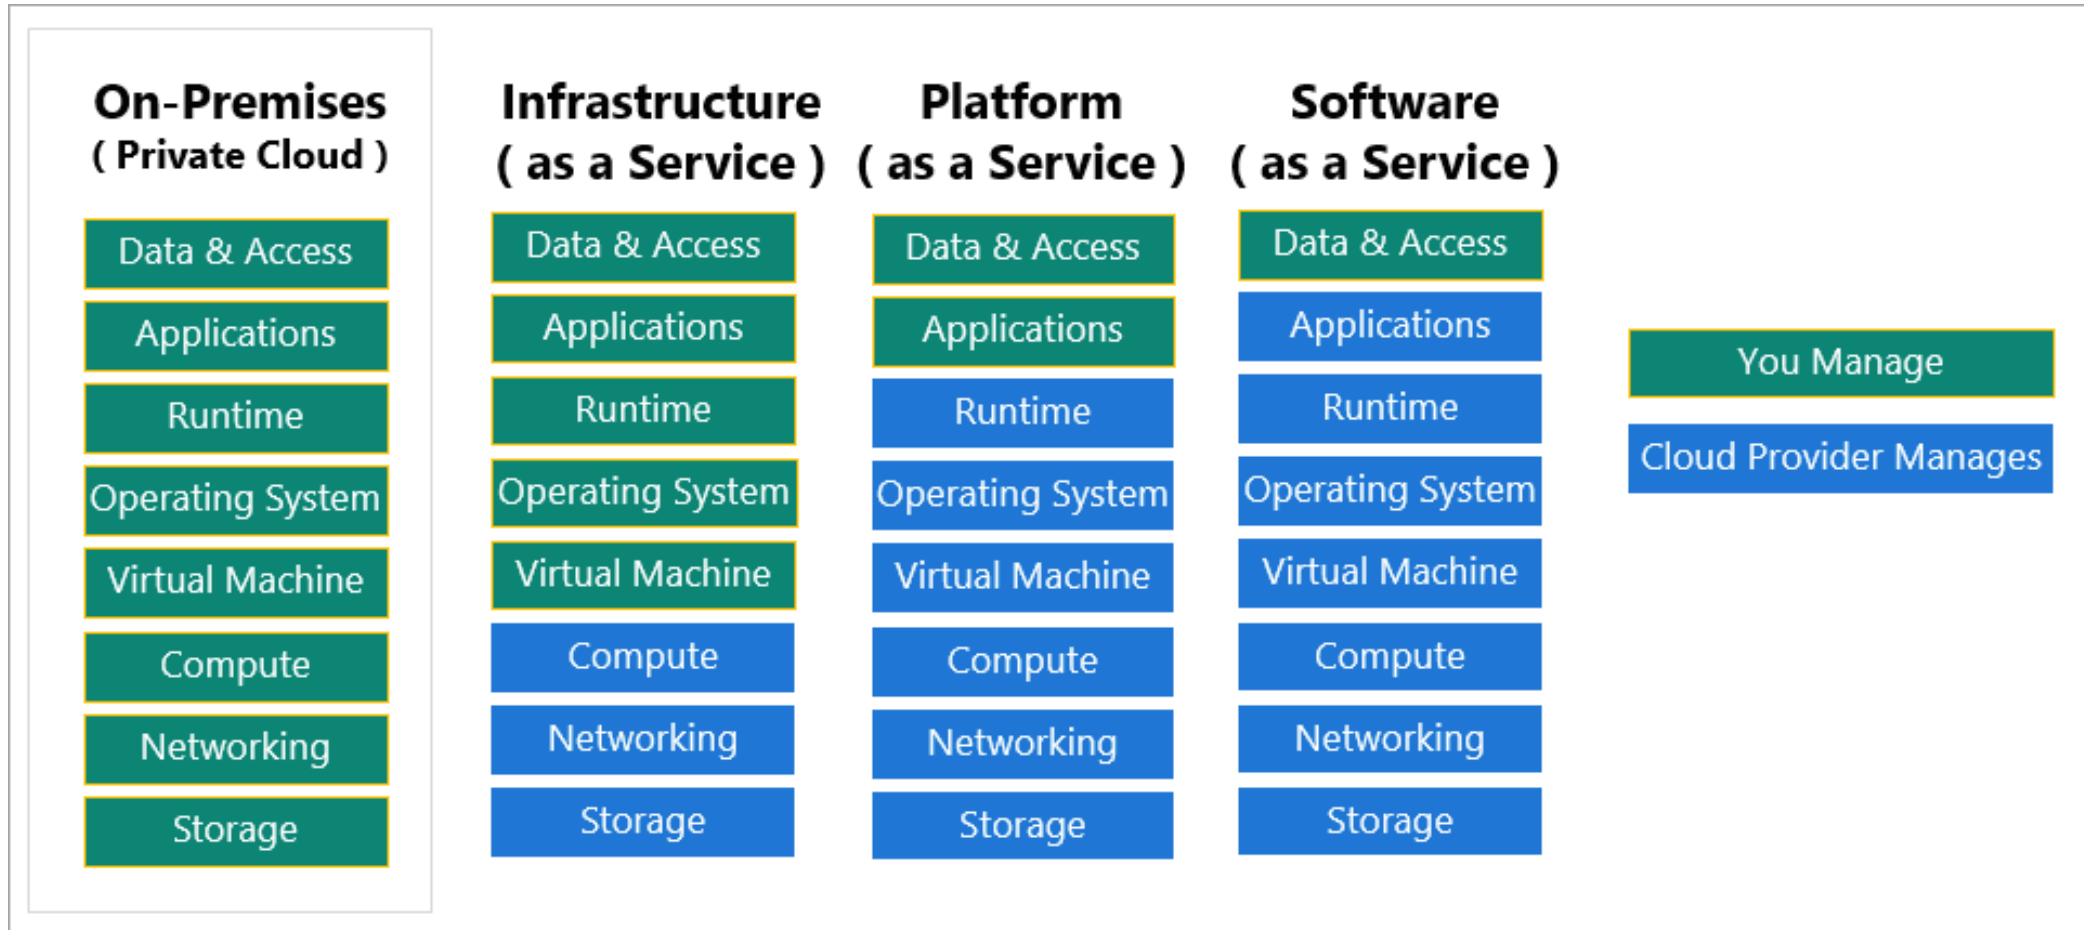 On-Premises
( Private Cloud )
Data & Access
Applications
Runtime
Operating System
Virtual Machine
Compute
Networking
Storage
Infrastructure
( as a Service )
Data & Access
Applications
Runtime
Operating System
Virtual Machine
Compute
Networking
Storage
Platform
( as a Service )
Data & Access
Applications
Runtime
Operating System
Virtual Machine
Compute
Networking
Storage
Software
( as a Service )
Data & Access
Applications
Runtime
Operating System
Virtual Machine
Compute
Networking
Storage
You Manage
Cloud Provider Manages